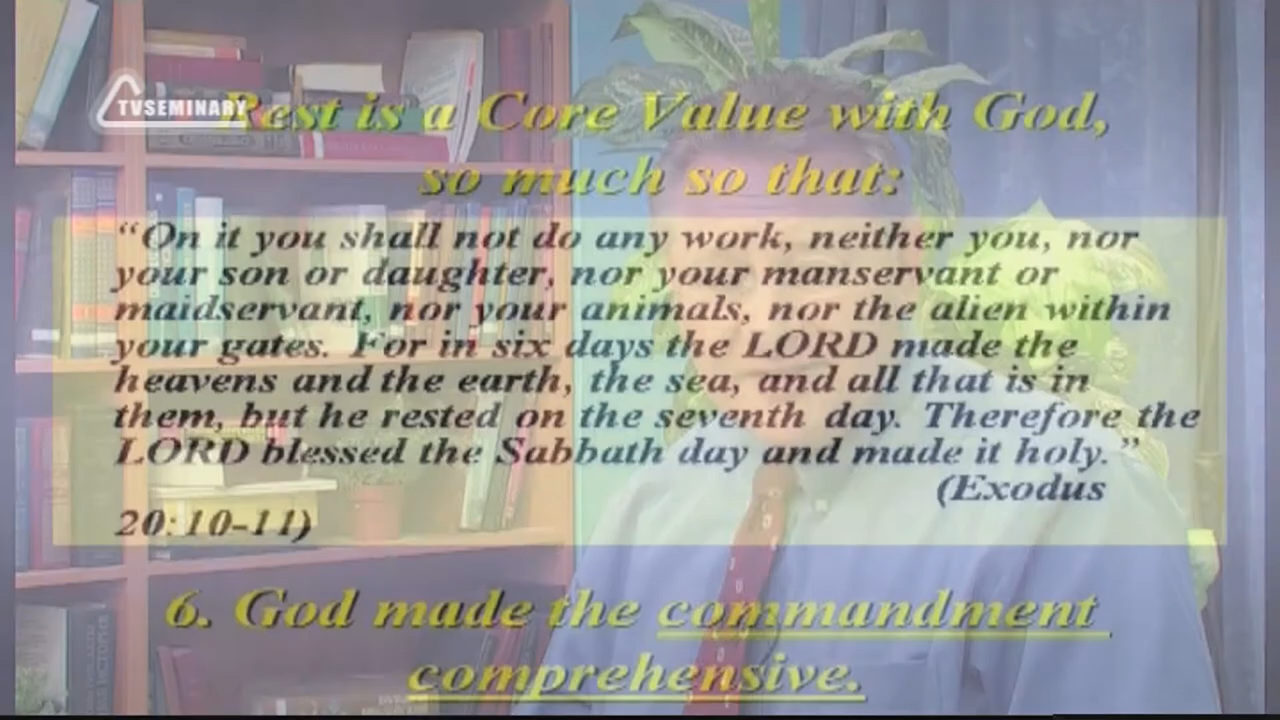 TVSEMINARY
Rest is a Core Value with God,
so much so that:
“On it you shall not do any work, neither you, nor
your son or daughter, nor your manservant or
maidservant, nor your animals, nor the alien within
your gates. For in six days the LORD made the
heavens and the earth, the sea, and all that is in
them, but he rested on the seventh day. Therefore the
LORD blessed the Sabbath day and made it holy.”
(Exodus
20:10-11)
6. God made the commandment
comprehensive.